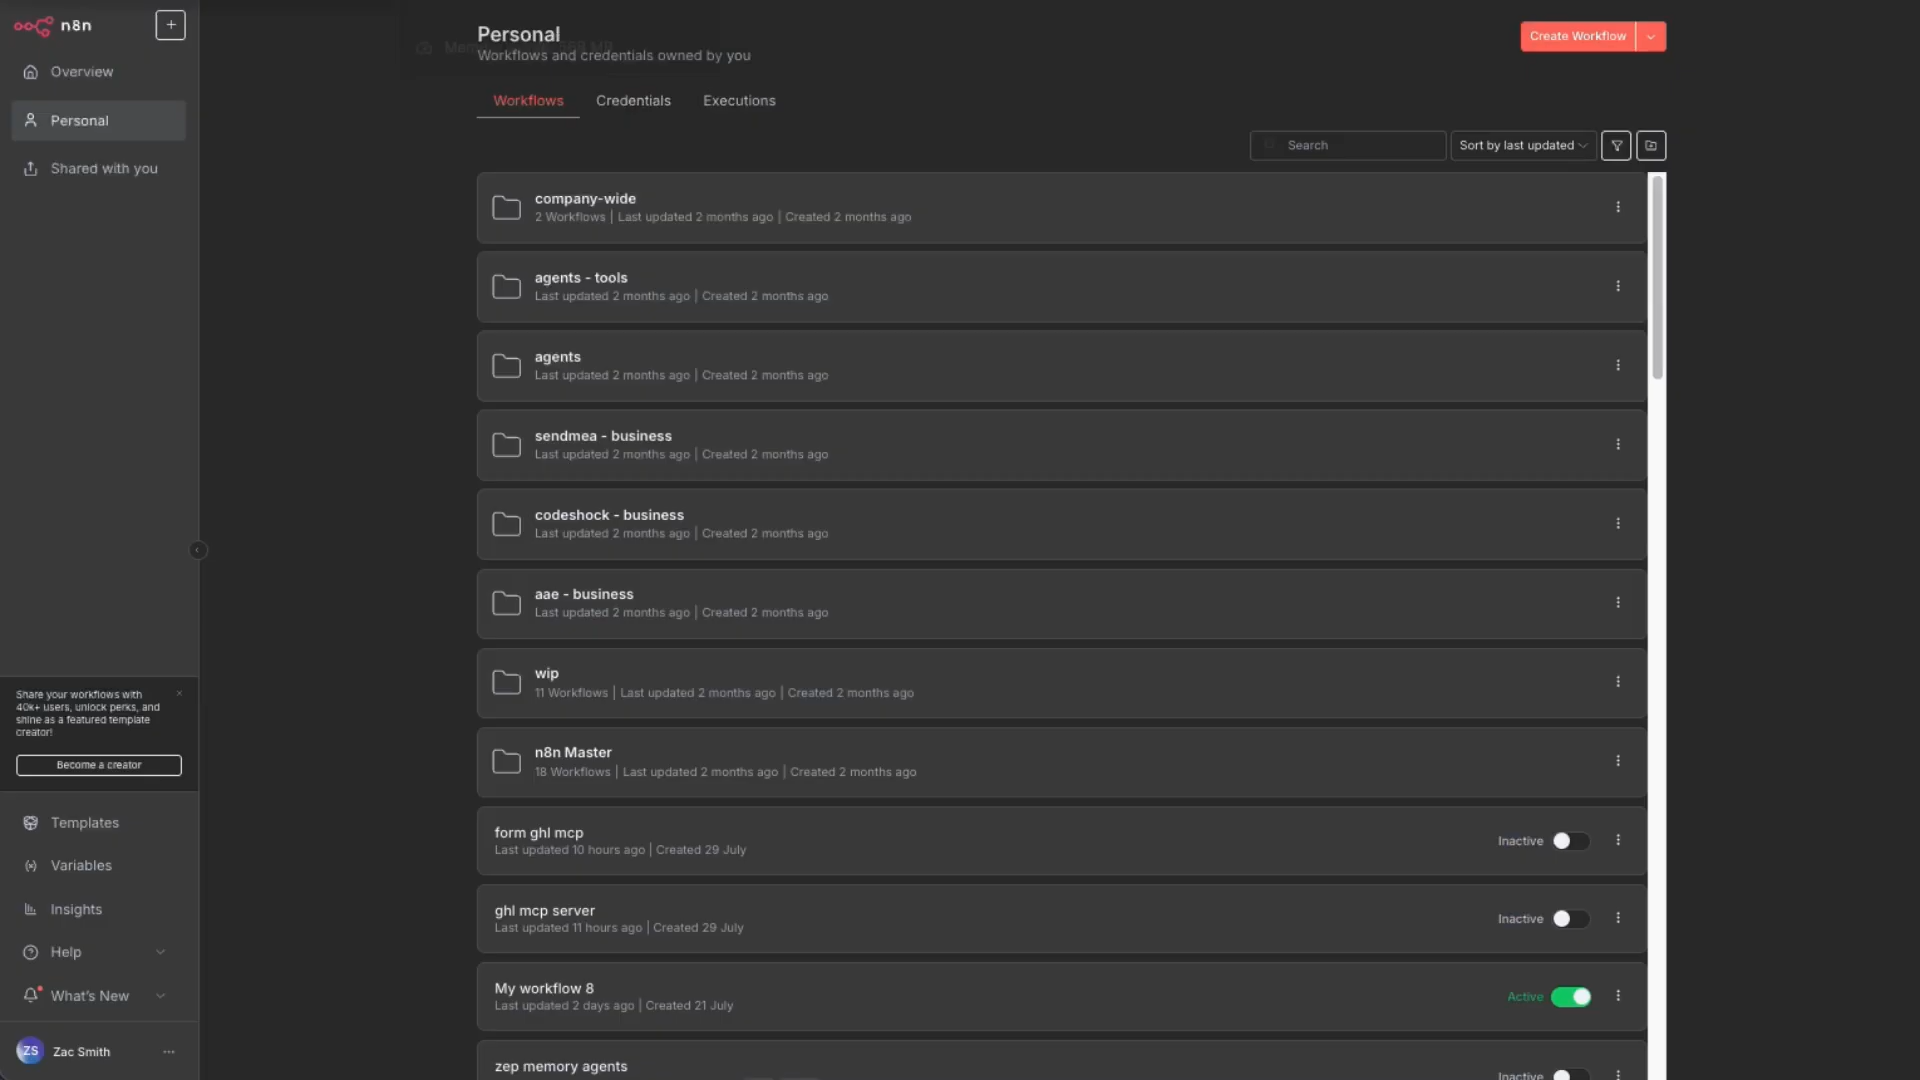 n8n
+
Overview
Personal
Shared with you
Share your workflows with
40k+ users, unlock perks, and
shine as a featured template
creator!
Become a creator
Templates
Variables
Insights
Help
What's New
ZS
Zac Smith
Personal
Workflows and credentials owned by you
Create Workflow
Workflows
Credentials
Executions
Search
Sort by last updated
company-wide
2 Workflows | Last updated 2 months ago | Created 2 months ago
agents - tools
Last updated 2 months ago | Created 2 months ago
agents
Last updated 2 months ago | Created 2 months ago
sendmea - business
Last updated 2 months ago | Created 2 months ago
codeshock - business
Last updated 2 months ago | Created 2 months ago
aae - business
Last updated 2 months ago | Created 2 months ago
wip
11 Workflows | Last updated 2 months ago | Created 2 months ago
n8n Master
18 Workflows | Last updated 2 months ago | Created 2 months ago
form ghl mcp
Last updated 10 hours ago | Created 29 July
Inactive
ghl mcp server
Last updated 11 hours ago | Created 29 July
Inactive
My workflow 8
Last updated 2 days ago | Created 21 July
Active
zep memory agents
Inactive